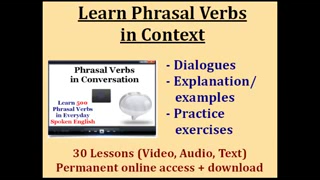 Learn Phrasal Verbs
in Context
Phrasal Verbs
in Conversation
Learn 500
Phrasal Verbs
in Everyday
Spoken English
- Dialogues
- Explanation/
examples
- Practice
exercises
30 Lessons (Video, Audio, Text)
Permanent online access + download